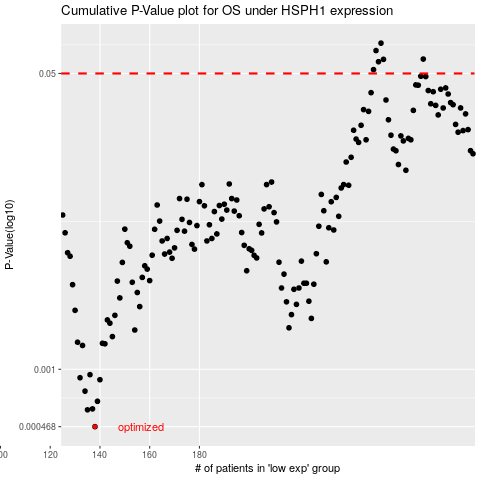 Cumulative P-Value plot for OS under HSPH1 expression
P-Value(log10)
0.05
0.001
0.000468
optimized
00 120 140 160 180
# of patients in 'low exp' group